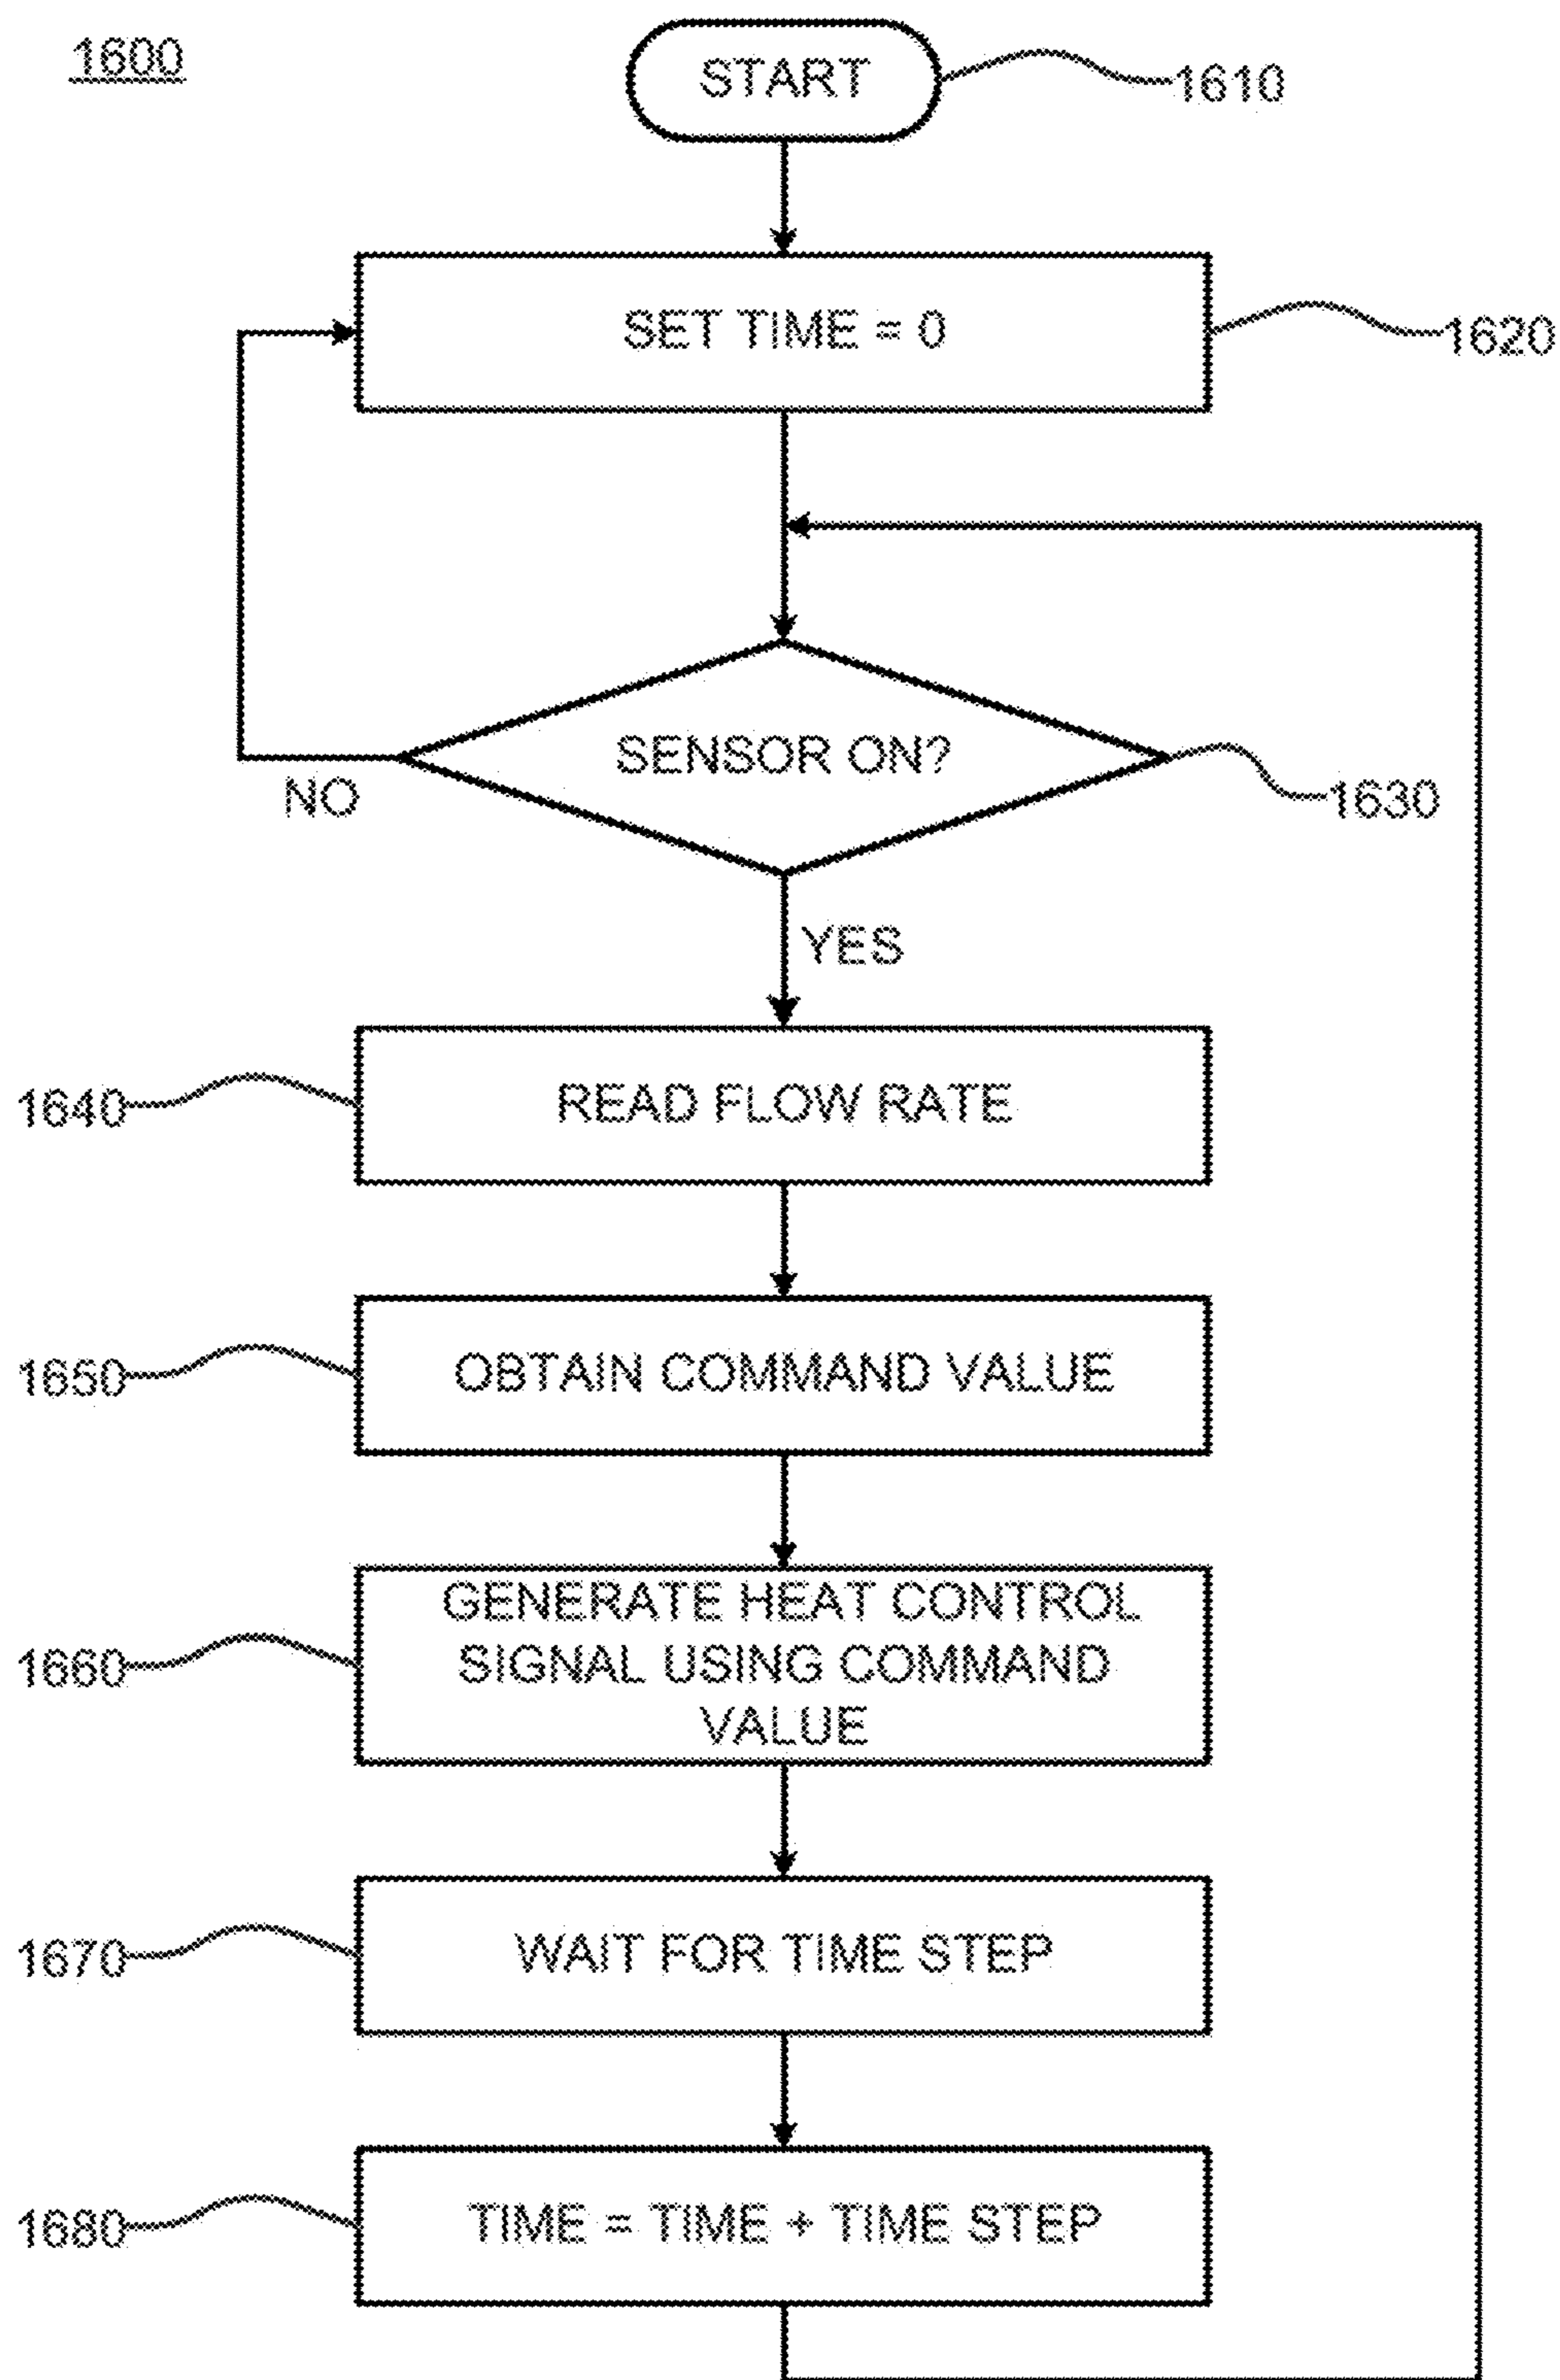 1600
START
1610
SET TIME = 0
1620
SENSOR ON?
NO
1630
YES
1640
READ FLOW RATE
1650
OBTAIN COMMAND VALUE
GENERATE HEAT CONTROL
1660
SIGNAL USING COMMAND
VALUE
1670
WAIT FOR TIME STEP
1680
TIME = TIME + TIME STEP